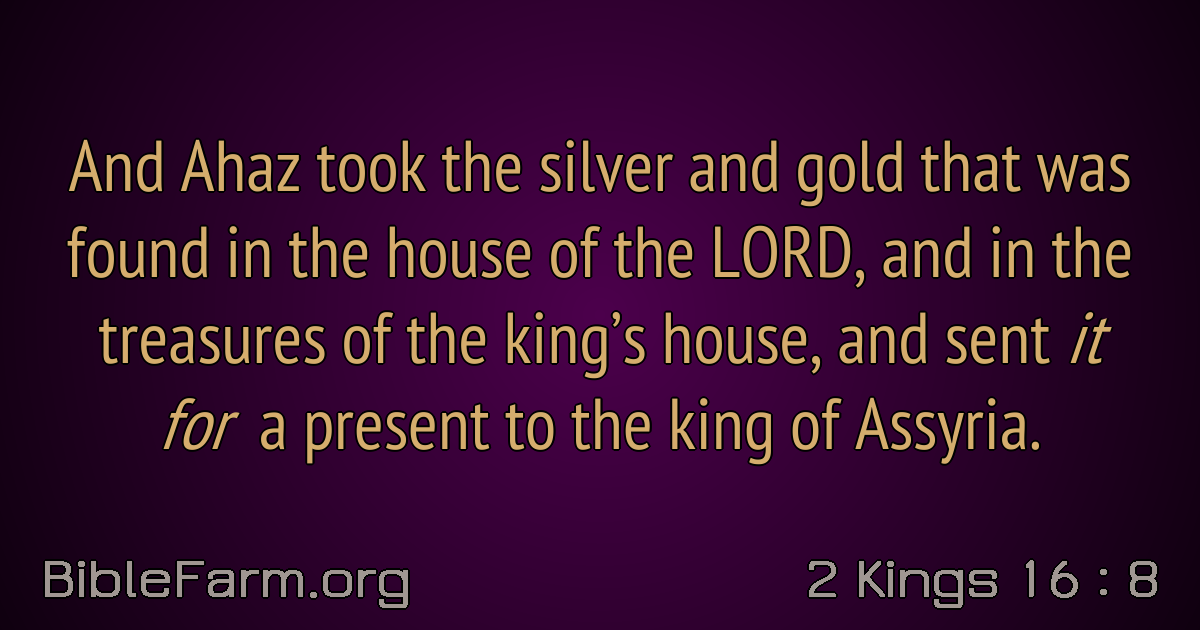 And Ahaz took the silver and gold that was
found in the house of the LORD, and in the
treasures of the king’s house, and sent it
for a present to the king of Assyria.
BibleFarm.org
2 Kings 16 : 8